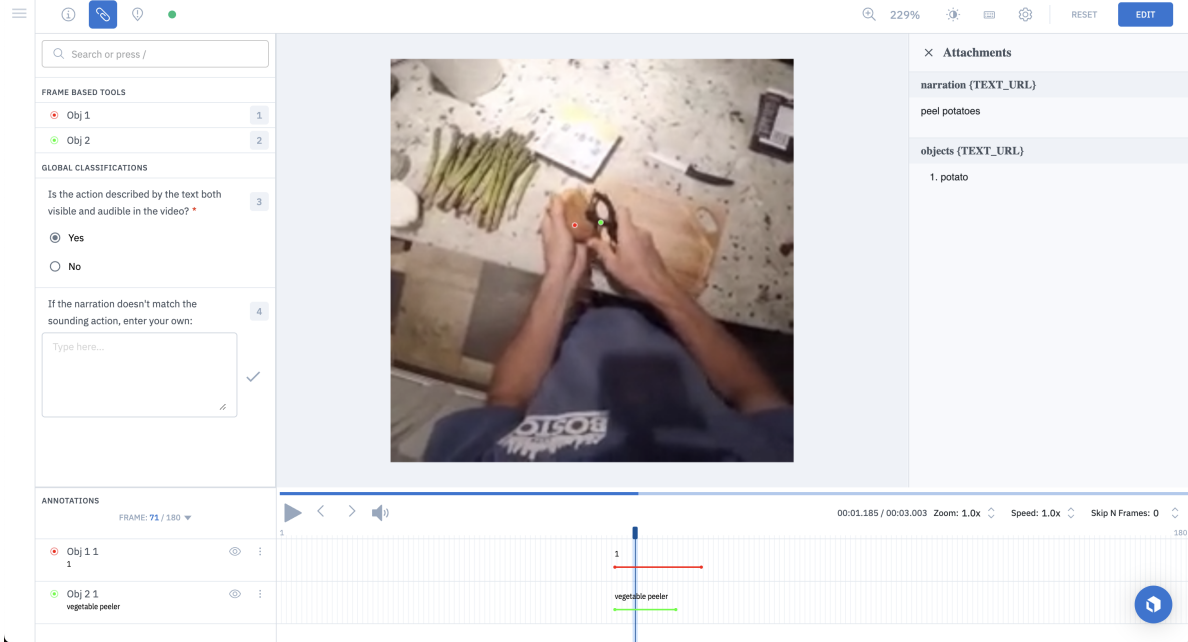 229%
RESET
EDIT
Search or press /
FRAME BASED TOOLS
Obj 1
1
Obj 2
2
GLOBAL CLASSIFICATIONS
Is the action described by the text both
visible and audible in the video? *
3
Yes
No
If the narration doesn't match the
sounding action, enter your own:
4
Type here...
BOSTO
Attachments
narration {TEXT_URL}
peel potatoes
objects {TEXT_URL}
1. potato
ANNOTATIONS
FRAME: 71 / 180
00:01.185 / 00:03.003 Zoom: 1.0x Speed: 1.0x Skip N Frames: 0
1
180
Obj 1 1
1
1
Obj 2 1
vegetable peeler
vegetable peeler